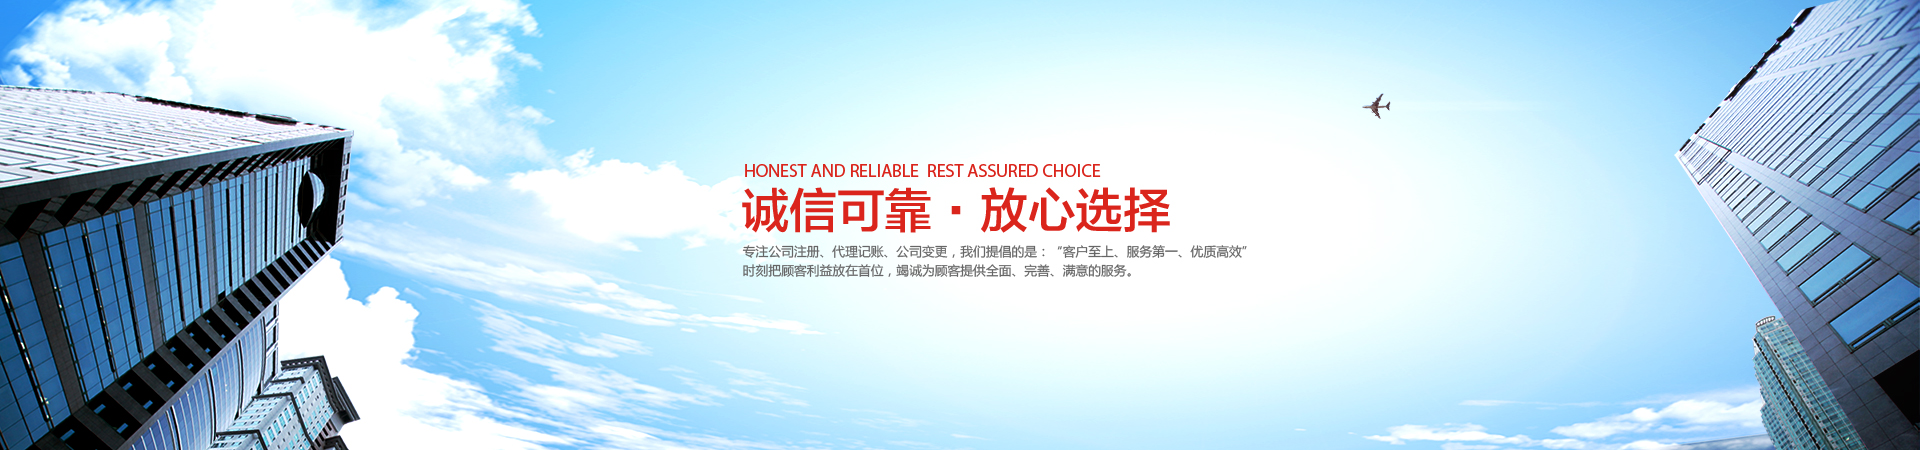 HONEST AND RELIABLE REST ASSURED CHOICE
诚信可靠·放心选择
专注公司注册、代理记账、公司变更，我们提倡的是：“客户至上、服务第一、优质高效”
时刻把顾客利益放在首位，竭诚为顾客提供全面、完善、满意的服务。